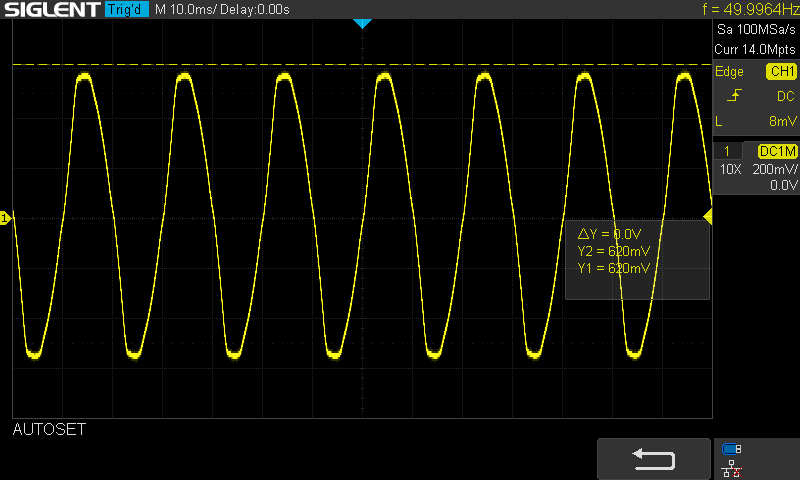 SIGLENT Trig'd M 10.0ms/ Delay:0.00s f = 49.9964Hz
Sa 100MSa/s
Curr 14.0Mpts
Edge CH1
DC
L 8mV
1 DC1M
10X 200mV/
0.0V
1
△Y = 0.0V
Y2 = 620mV
Y1 = 620mV
AUTOSET